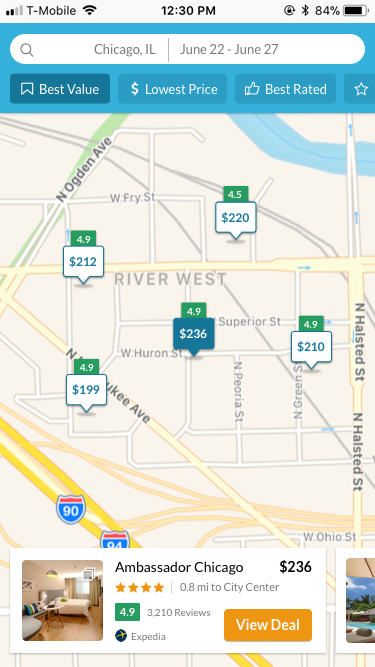 T-Mobile 12:30 PM 84%
Chicago, IL June 22 - June 27
Best Value $ Lowest Price Best Rated
N Ogden Ave
W Fry St
4.5
$220
4.9
$212
RIVER WEST
4.9
$236
Superior St
4.9
$210
N Halsted St
W Huron St
4.9
$199
N Peoria St
N Green S
N Halsted St
90
94
W Ohio St
Ambassador Chicago $236
0.8 mi to City Center
4.9 3,210 Reviews
Expedia
View Deal